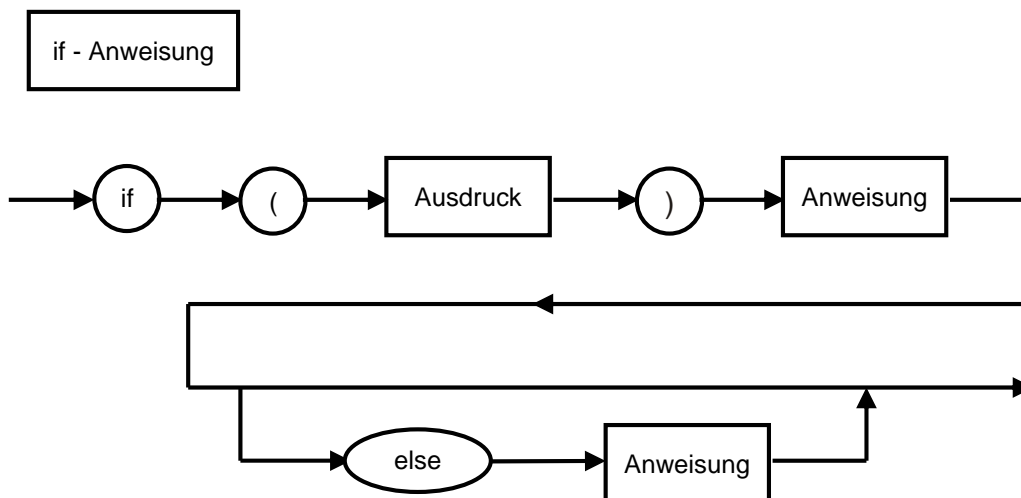 if - Anweisung
if ( Ausdruck ) Anweisung
else Anweisung